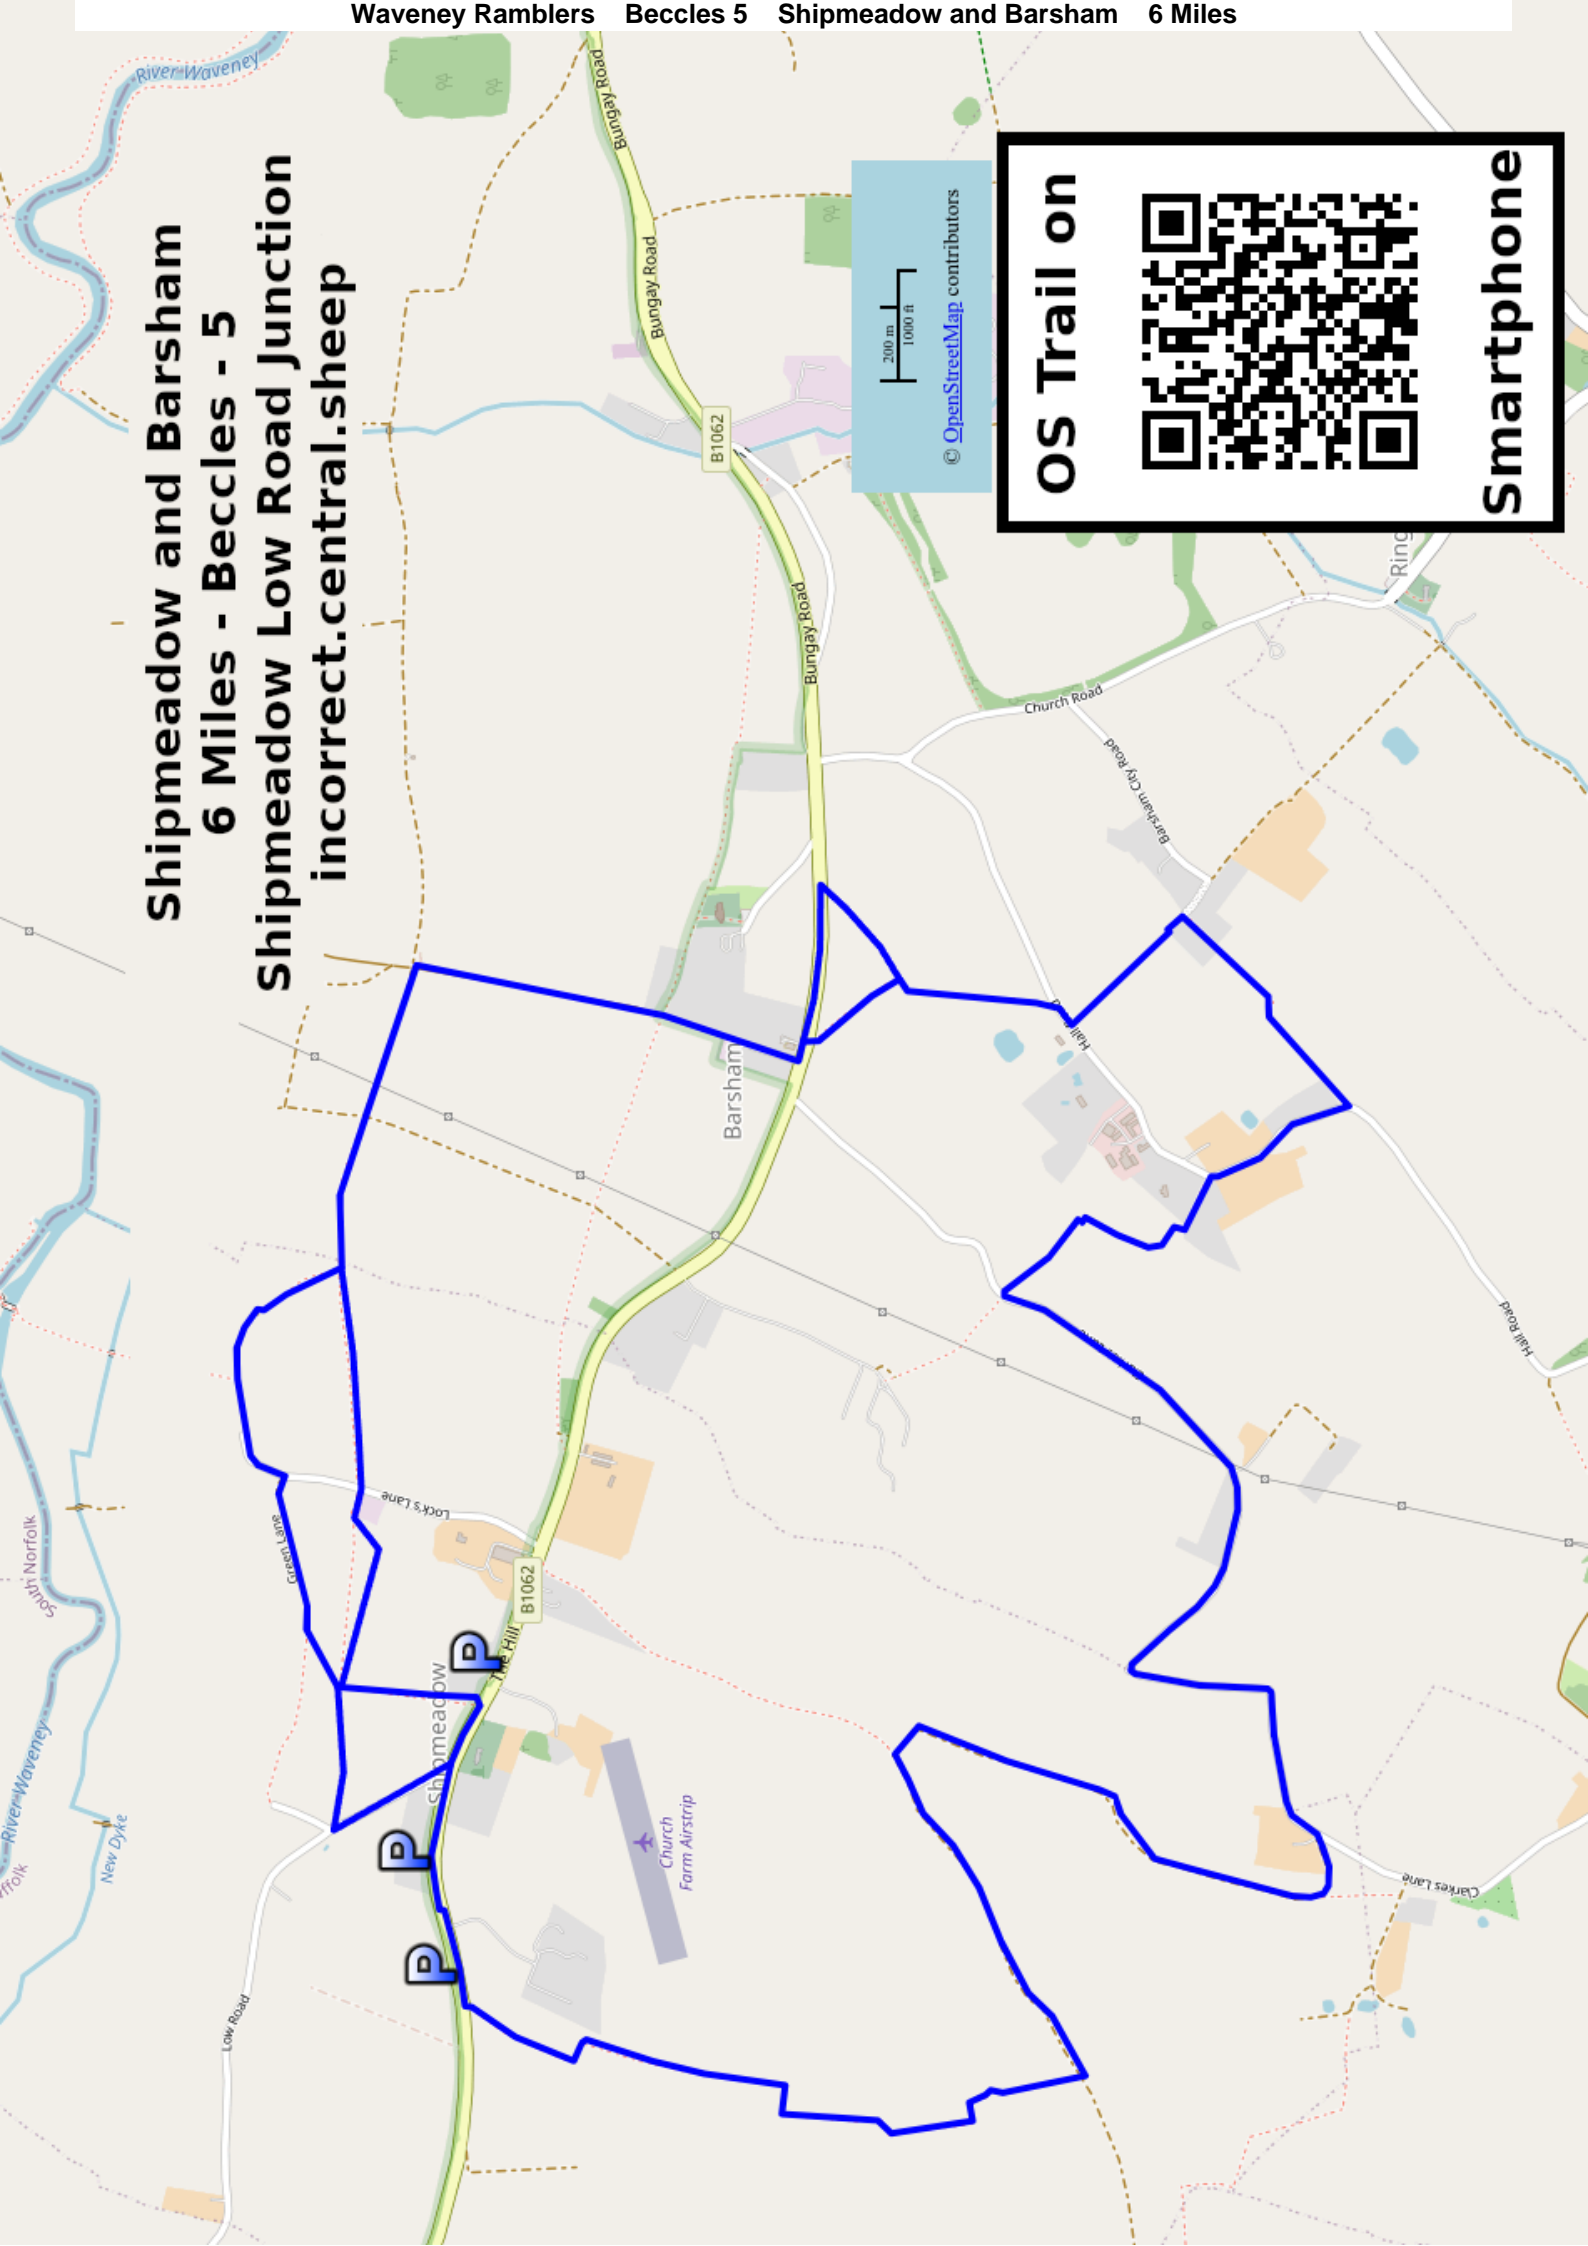 Waveney Ramblers Beccles 5 Shipmeadow and Barsham 6 Miles
Shipmeadow and Barsham
6 Miles - Beccles - 5
Shipmeadow Low Road Junction
incorrect.central.sheep
OS Trail on
Smartphone
200 m
1000 ft
© OpenStreetMap contributors
River Waveney
Bungay Road
Bungay Road
B1062
Bungay Road
Church Road
Barsham City Road
Ring
Hall
Barsham
Hall Road
Lock's Lane
Green Lane
B1062
The Hill
Shipmeadow
P
P
P
Church
Farm Airstrip
Clarkes Lane
Low Road
New Dyke
River Waveney
South Norfolk